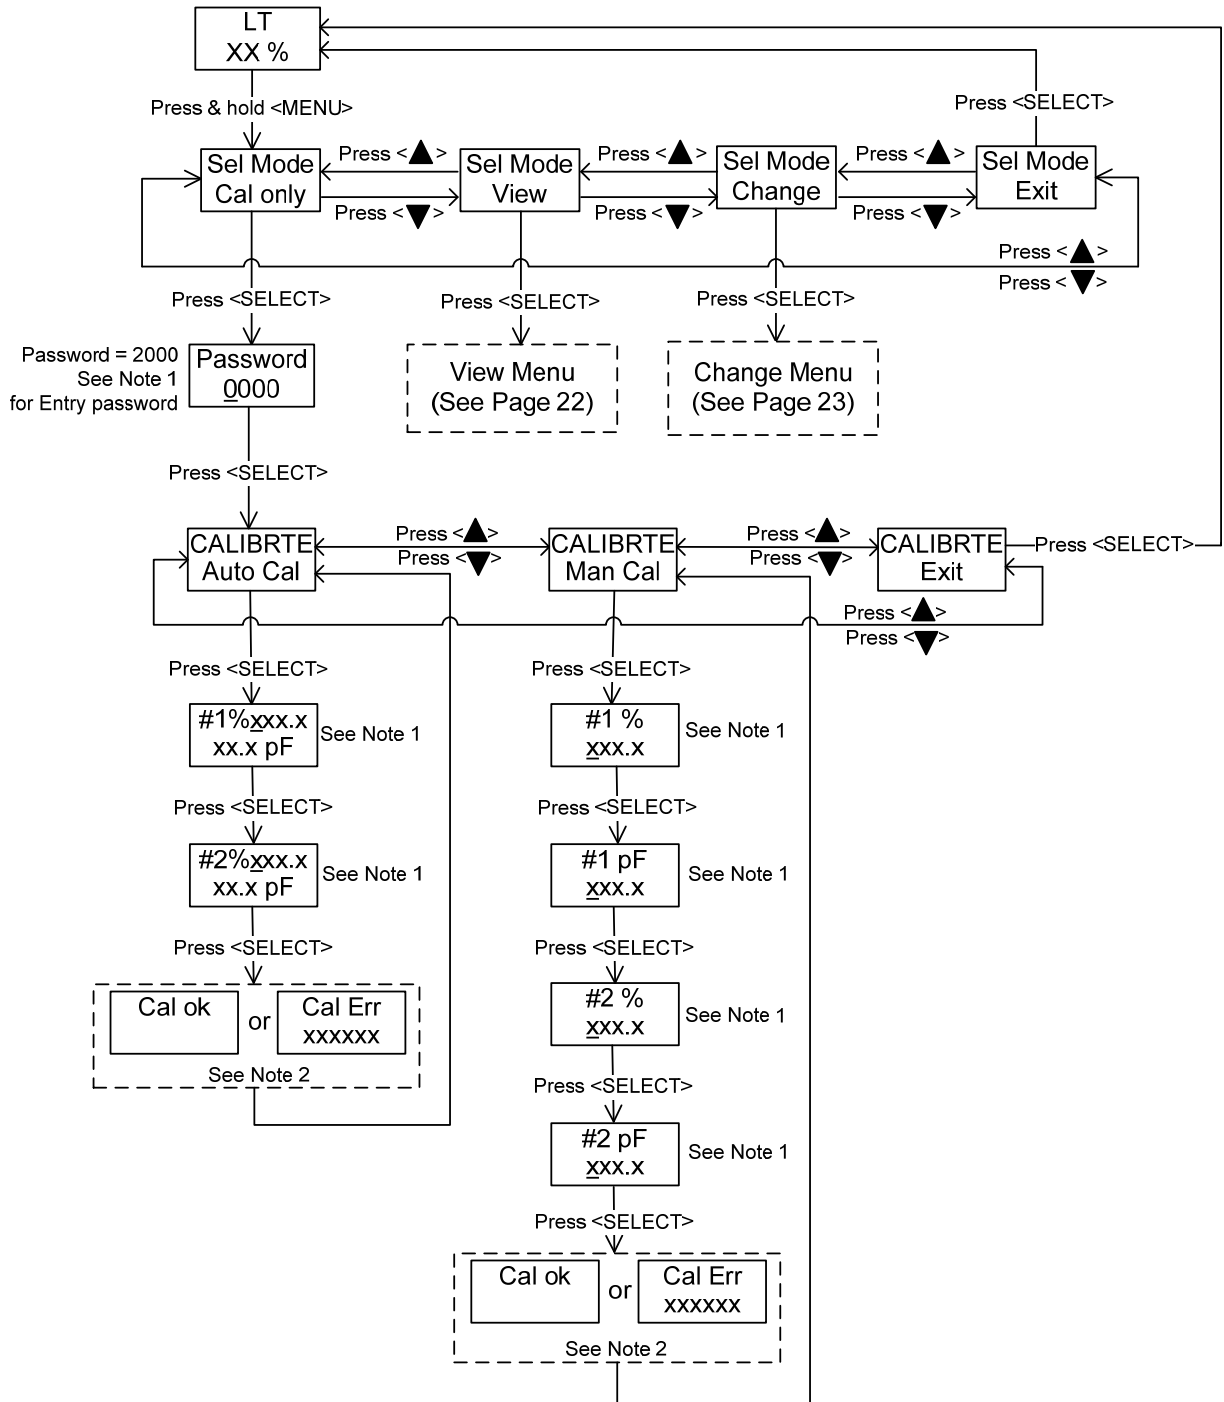 LT
XX %
Press & hold <MENU>
Press <SELECT>
Sel Mode
Cal only
Press <▲>
Press <▼>
Sel Mode
View
Press <▲>
Press <▼>
Sel Mode
Change
Press <▲>
Press <▼>
Sel Mode
Exit
Press <▲>
Press <▼>
Press <SELECT>
Press <SELECT>
Press <SELECT>
Password = 2000
See Note 1
for Entry password
Password
0000
View Menu
(See Page 22)
Change Menu
(See Page 23)
Press <SELECT>
CALIBRTE
Auto Cal
Press <▲>
Press <▼>
CALIBRTE
Man Cal
Press <▲>
Press <▼>
CALIBRTE
Exit
Press <SELECT>
Press <▲>
Press <▼>
Press <SELECT>
Press <SELECT>
#1%xxx.x
xx.x pF
See Note 1
#1 %
xxx.x
See Note 1
Press <SELECT>
Press <SELECT>
#2%xxx.x
xx.x pF
See Note 1
#1 pF
xxx.x
See Note 1
Press <SELECT>
Press <SELECT>
Cal ok
or
Cal Err
xxxxxx
See Note 2
#2 %
xxx.x
See Note 1
Press <SELECT>
#2 pF
xxx.x
See Note 1
Press <SELECT>
Cal ok
or
Cal Err
xxxxxx
See Note 2